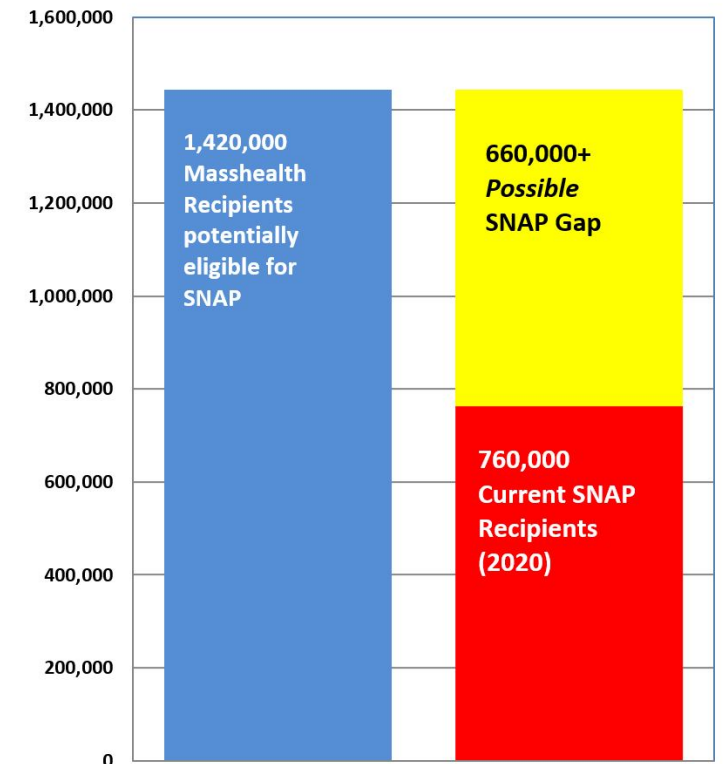 1,600,000
1,400,000
1,200,000
1,000,000
800,000
600,000
400,000
200,000
0
1,420,000
Masshealth
Recipients
potentially
eligible for
SNAP
660,000+
Possible
SNAP Gap
760,000
Current SNAP
Recipients
(2020)